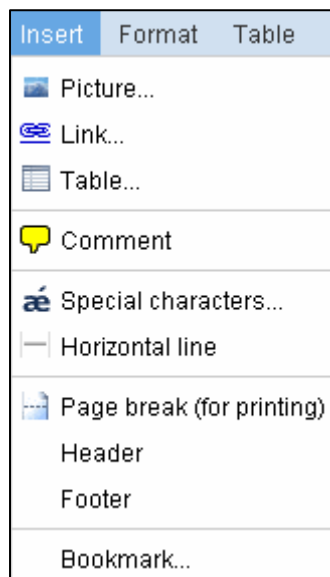 Insert Format Table
Picture...
Link...
Table...
Comment
Special characters...
Horizontal line
Page break (for printing)
Header
Footer
Bookmark...